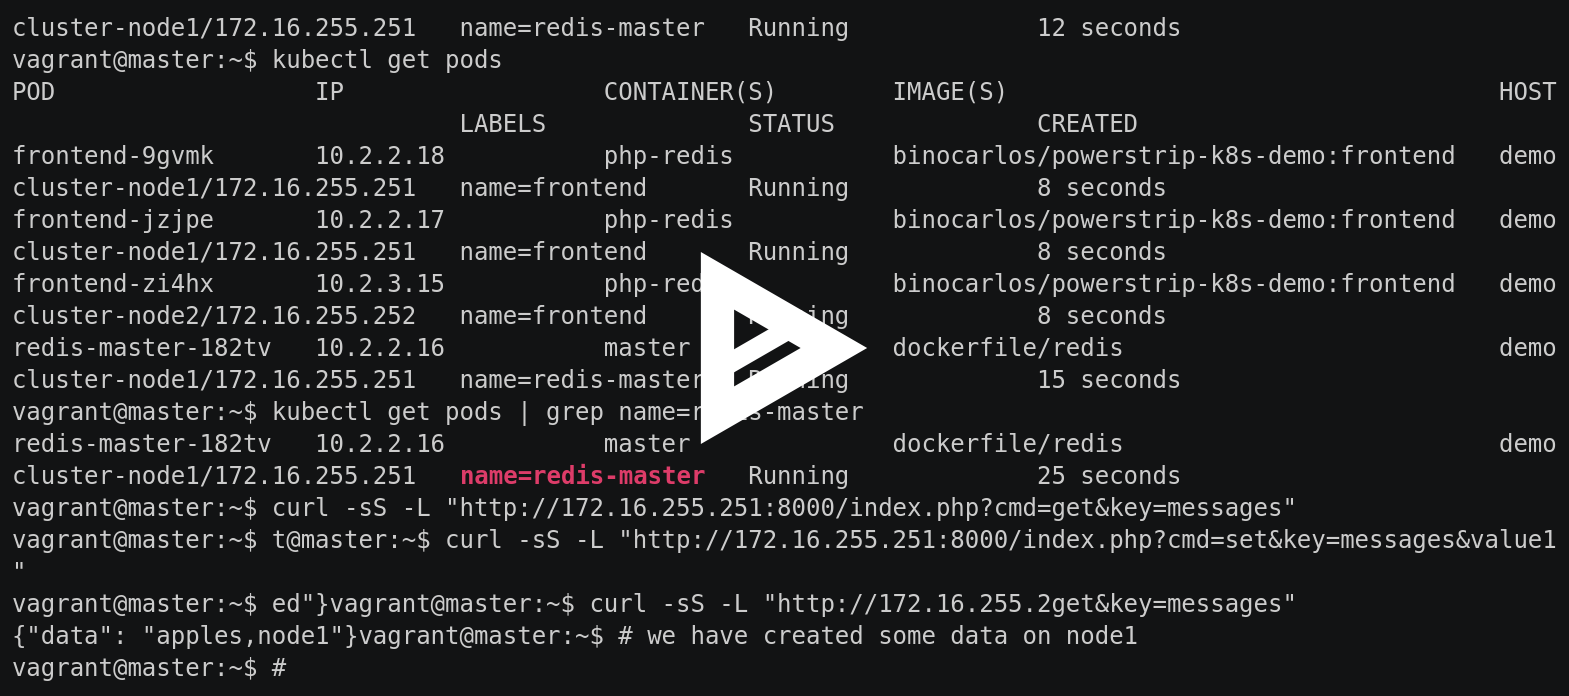 cluster-node1/172.16.255.251   name=redis-master   Running             12 seconds
vagrant@master:~$ kubectl get pods
POD                  IP                  CONTAINER(S)        IMAGE(S)                                  HOST
                               LABELS              STATUS              CREATED
frontend-9gvmk       10.2.2.18           php-redis           binocarlos/powerstrip-k8s-demo:frontend   demo
cluster-node1/172.16.255.251   name=frontend       Running             8 seconds
frontend-jzjpe       10.2.2.17           php-redis           binocarlos/powerstrip-k8s-demo:frontend   demo
cluster-node1/172.16.255.251   name=frontend       Running             8 seconds
frontend-zi4hx       10.2.3.15           php-redis           binocarlos/powerstrip-k8s-demo:frontend   demo
cluster-node2/172.16.255.252   name=frontend       Running             8 seconds
redis-master-182tv   10.2.2.16           master              dockerfile/redis                          demo
cluster-node1/172.16.255.251   name=redis-master   Running             15 seconds
vagrant@master:~$ kubectl get pods | grep name=redis-master
redis-master-182tv   10.2.2.16           master              dockerfile/redis                          demo
cluster-node1/172.16.255.251   name=redis-master   Running             25 seconds
vagrant@master:~$ curl -sS -L "http://172.16.255.251:8000/index.php?cmd=get&key=messages"
vagrant@master:~$ t@master:~$ curl -sS -L "http://172.16.255.251:8000/index.php?cmd=set&key=messages&value1
"
vagrant@master:~$ ed"}vagrant@master:~$ curl -sS -L "http://172.16.255.2get&key=messages"
{"data": "apples,node1"}vagrant@master:~$ # we have created some data on node1
vagrant@master:~$ #